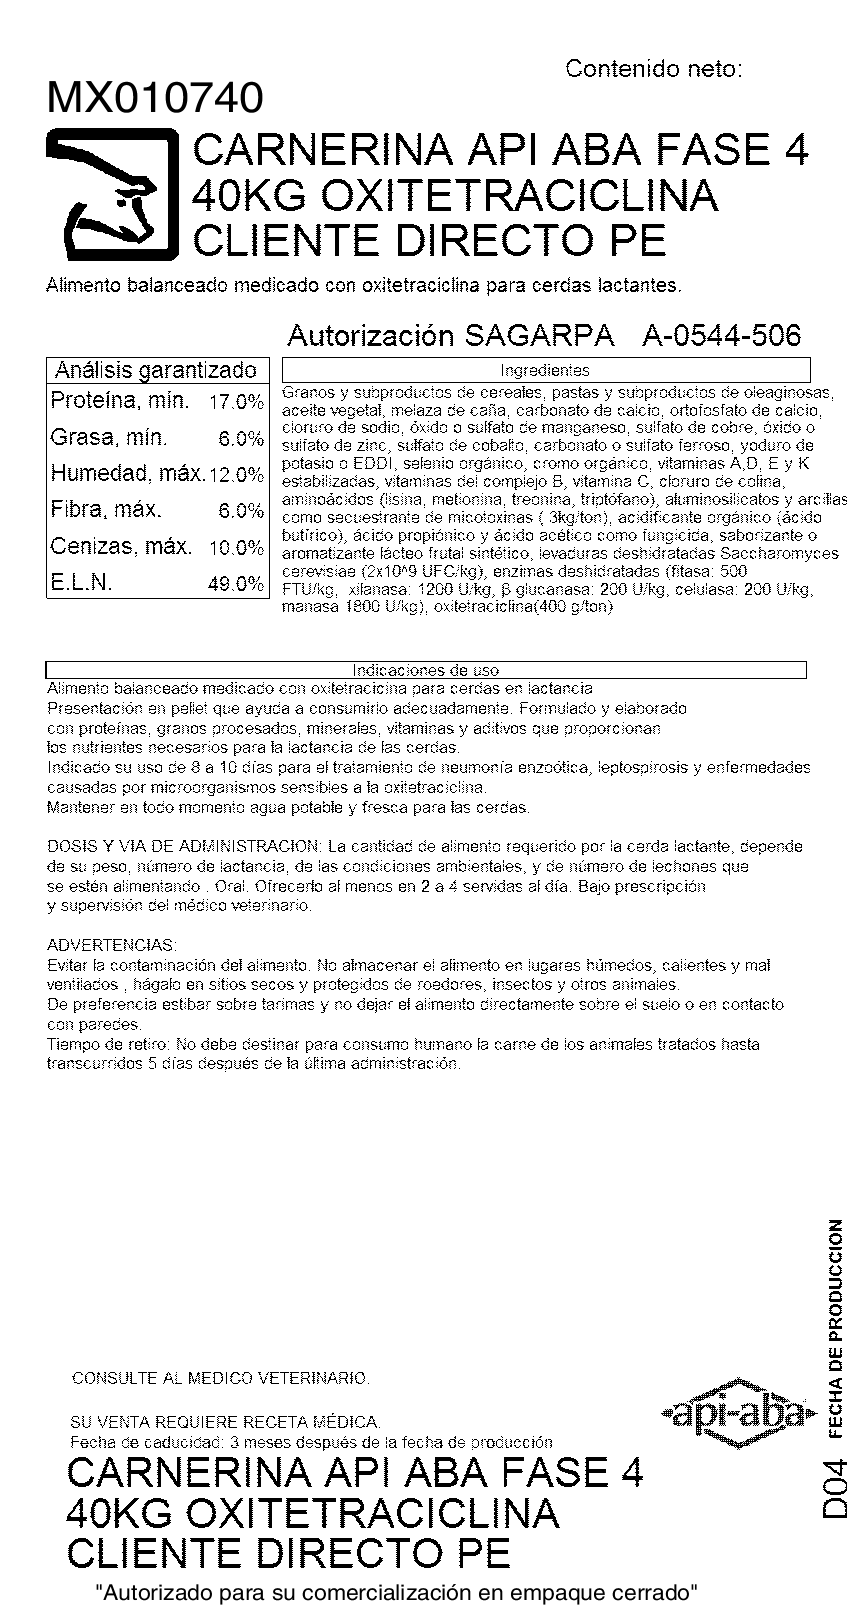 Contenido neto:
MX010740
CARNERINA API ABA FASE 4
40KG OXITETRACICLINA
CLIENTE DIRECTO PE
Alimento balanceado medicado con oxitetraciclina para cerdas lactantes.
Autorización SAGARPA A-0544-506
Análisis garantizado
Proteína, mín. 17.0%
Grasa, mín. 6.0%
Humedad, máx. 12.0%
Fibra, máx. 6.0%
Cenizas, máx. 10.0%
E.L.N. 49.0%
Ingredientes
Granos y subproductos de cereales, pastas y subproductos de oleaginosas,
aceite vegetal, melaza de caña, carbonato de calcio, ortofosfato de calcio,
cloruro de sodio, óxido o sulfato de manganeso, sulfato de cobre, óxido o
sulfato de zinc, sulfato de cobalto, carbonato o sulfato ferroso, yoduro de
potasio o EDDI, selenio orgánico, cromo orgánico, vitaminas A,D, E y K
estabilizadas, vitaminas del complejo B, vitamina C, cloruro de colina,
aminoácidos (lisina, metionina, treonina, triptófano), aluminosilicatos y arcillas
como secuestrante de micotoxinas ( 3kg/ton), acidificante orgánico (ácido
butírico), ácido propiónico y ácido acético como fungicida, saborizante o
aromatizante lácteo frutal sintético, levaduras deshidratadas Saccharomyces
cerevisiae (2x10^9 UFC/kg), enzimas deshidratadas (fitasa: 500
FTU/kg, xilanasa: 1200 U/kg, β glucanasa: 200 U/kg, celulasa: 200 U/kg,
manasa 1800 U/kg), oxitetraciclina(400 g/ton)
Indicaciones de uso
Alimento balanceado medicado con oxitetracicina para cerdas en lactancia
Presentación en pellet que ayuda a consumirlo adecuadamente. Formulado y elaborado
con proteínas, granos procesados, minerales, vitaminas y aditivos que proporcionan
los nutrientes necesarios para la lactancia de las cerdas.
Indicado su uso de 8 a 10 días para el tratamiento de neumonía enzoótica, leptospirosis y enfermedades
causadas por microorganismos sensibles a la oxitetraciclina.
Mantener en todo momento agua potable y fresca para las cerdas.
DOSIS Y VIA DE ADMINISTRACION: La cantidad de alimento requerido por la cerda lactante, depende
de su peso, número de lactancia, de las condiciones ambientales, y de número de lechones que
se estén alimentando . Oral. Ofrecerlo al menos en 2 a 4 servidas al día. Bajo prescripción
y supervisión del médico veterinario.
ADVERTENCIAS:
Evitar la contaminación del alimento. No almacenar el alimento en lugares húmedos, calientes y mal
ventilados , hágalo en sitios secos y protegidos de roedores, insectos y otros animales.
De preferencia estibar sobre tarimas y no dejar el alimento directamente sobre el suelo o en contacto
con paredes.
Tiempo de retiro: No debe destinar para consumo humano la carne de los animales tratados hasta
transcurridos 5 días después de la última administración.
FECHA DE PRODUCCION
D04
CONSULTE AL MEDICO VETERINARIO.
api-aba
SU VENTA REQUIERE RECETA MÉDICA.
Fecha de caducidad: 3 meses después de la fecha de producción
CARNERINA API ABA FASE 4
40KG OXITETRACICLINA
CLIENTE DIRECTO PE
"Autorizado para su comercialización en empaque cerrado"